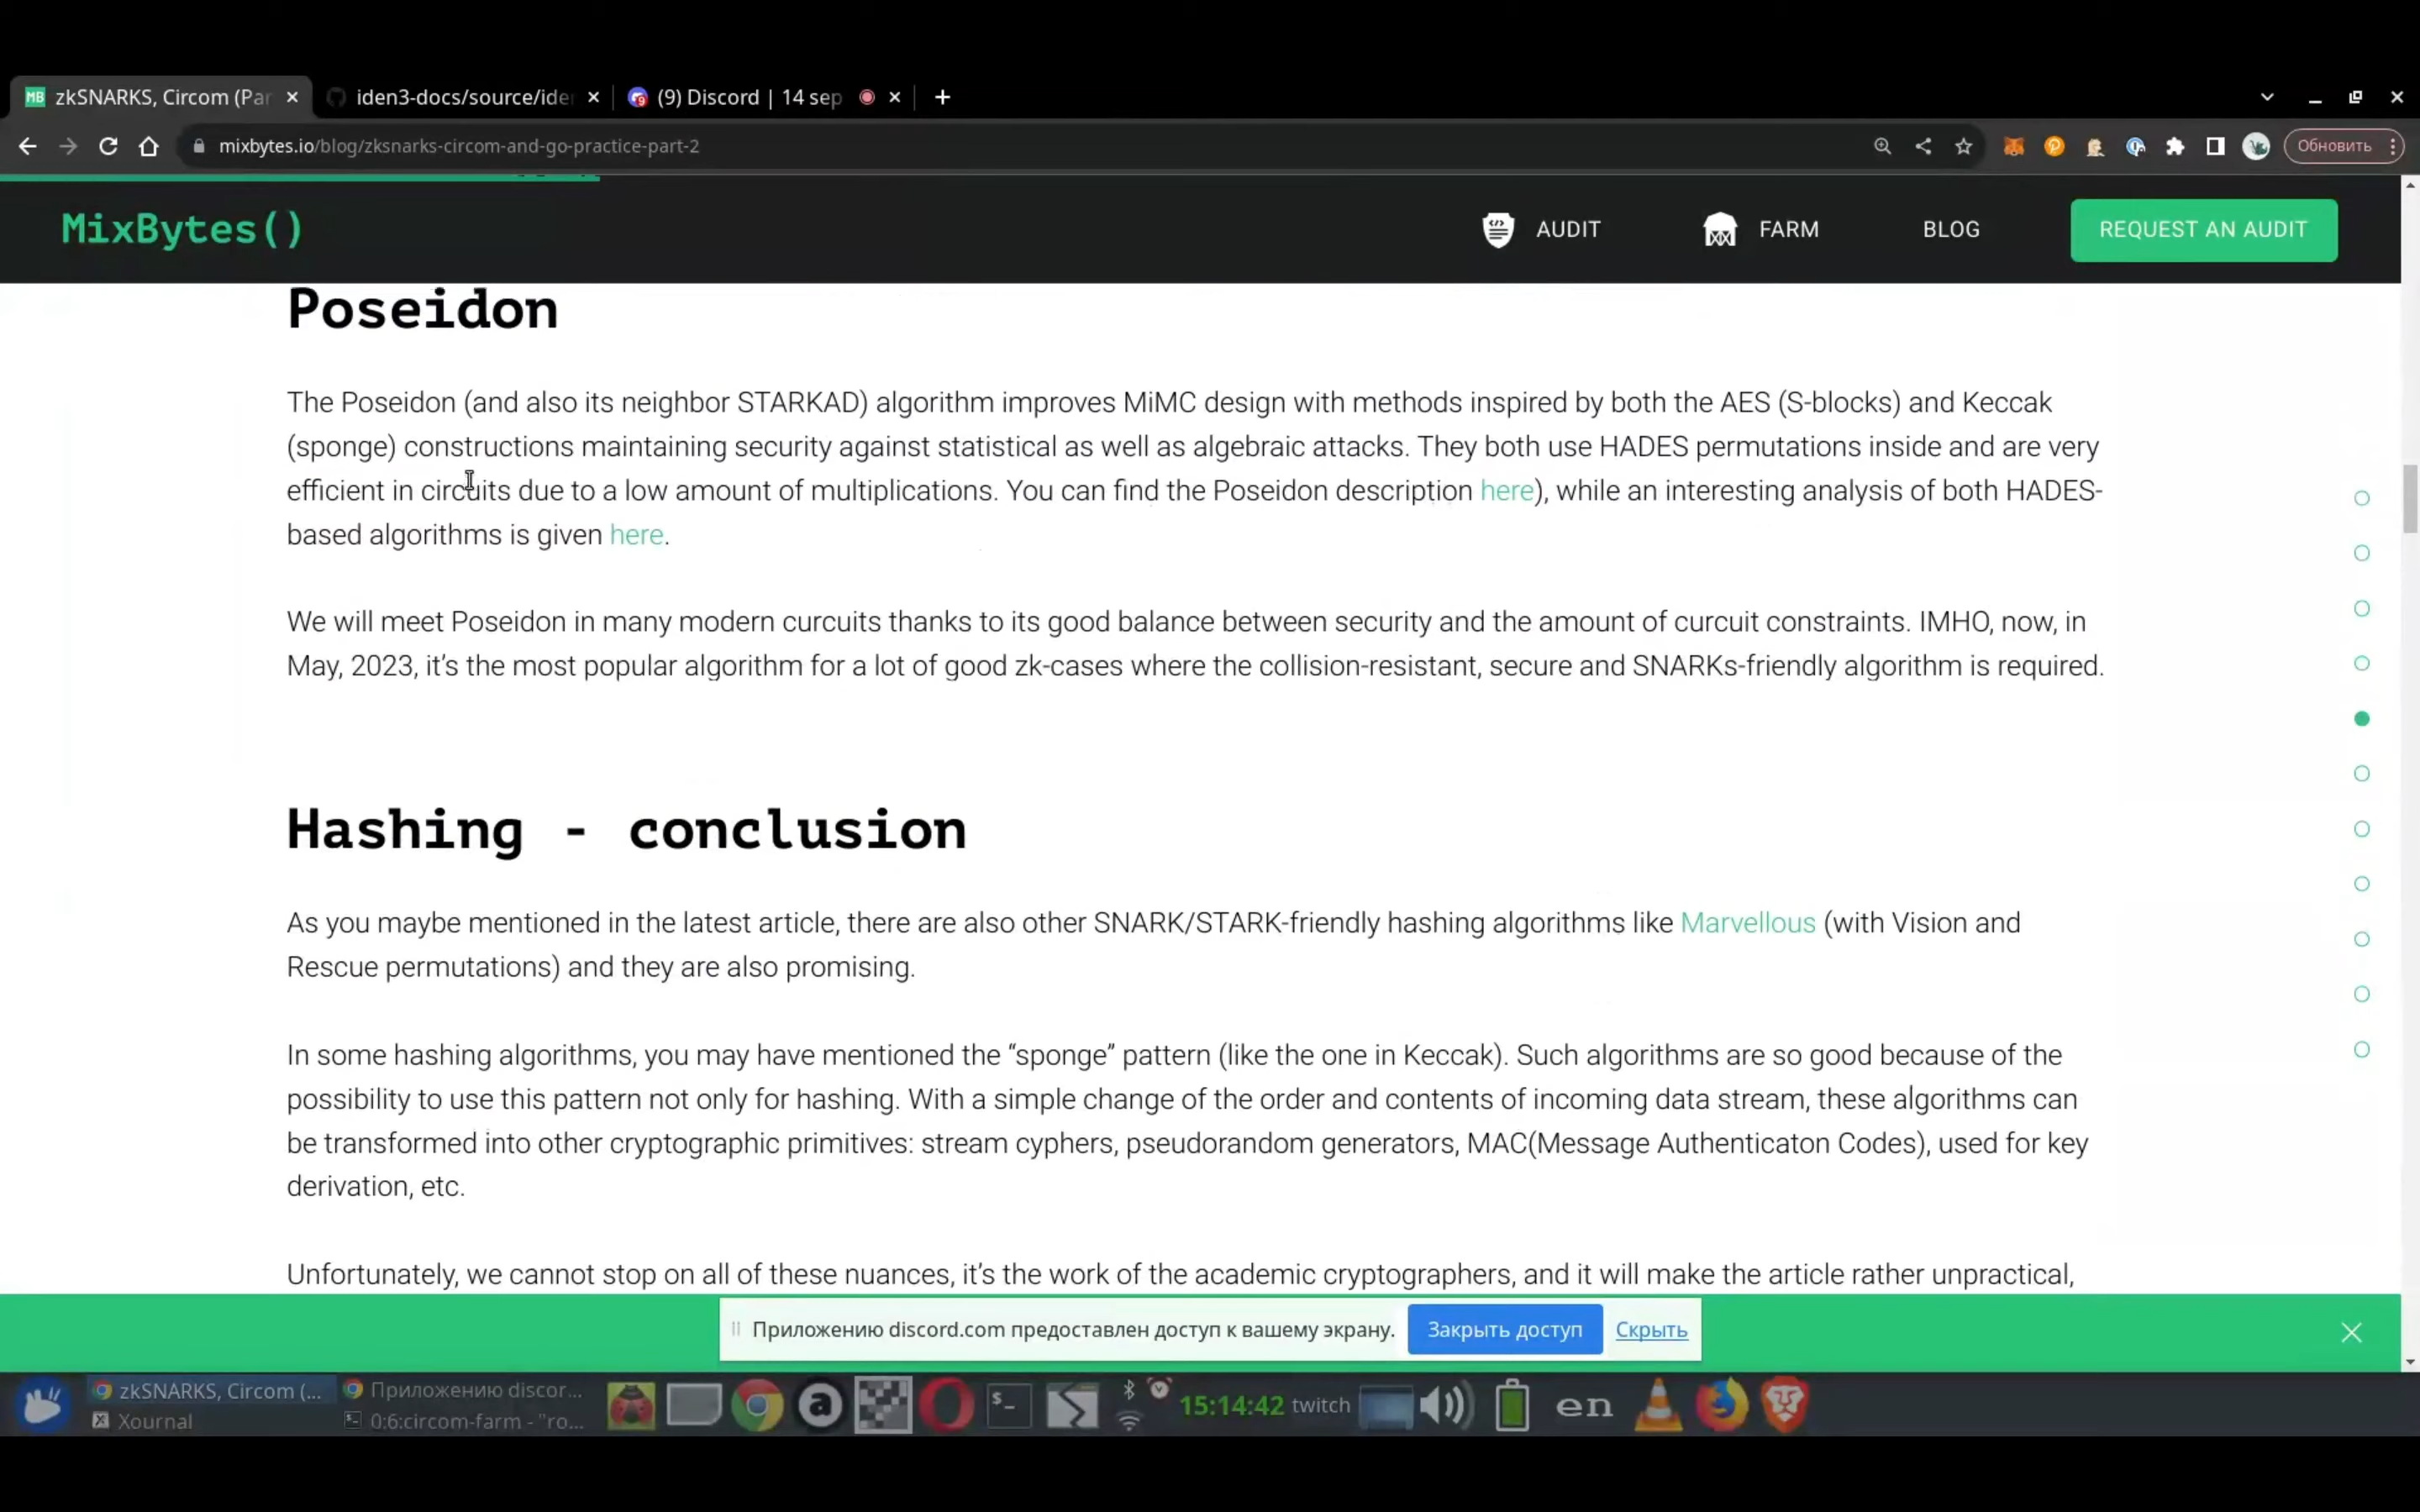 MB zkSNARKS, Circom (Par
iden3-docs/source/ide
(9) Discord | 14 sep
mixbytes.io/blog/zksnarks-circom-and-go-practice-part-2
Обновить
MixBytes()
AUDIT
FARM
BLOG
REQUEST AN AUDIT
Poseidon
The Poseidon (and also its neighbor STARKAD) algorithm improves MiMC design with methods inspired by both the AES (S-blocks) and Keccak
(sponge) constructions maintaining security against statistical as well as algebraic attacks. They both use HADES permutations inside and are very
efficient in circuits due to a low amount of multiplications. You can find the Poseidon description here), while an interesting analysis of both HADES-
based algorithms is given here.
We will meet Poseidon in many modern curcuits thanks to its good balance between security and the amount of curcuit constraints. IMHO, now, in
May, 2023, it’s the most popular algorithm for a lot of good zk-cases where the collision-resistant, secure and SNARKs-friendly algorithm is required.
Hashing - conclusion
As you maybe mentioned in the latest article, there are also other SNARK/STARK-friendly hashing algorithms like Marvellous (with Vision and
Rescue permutations) and they are also promising.
In some hashing algorithms, you may have mentioned the “sponge” pattern (like the one in Keccak). Such algorithms are so good because of the
possibility to use this pattern not only for hashing. With a simple change of the order and contents of incoming data stream, these algorithms can
be transformed into other cryptographic primitives: stream cyphers, pseudorandom generators, MAC(Message Authenticaton Codes), used for key
derivation, etc.
Unfortunately, we cannot stop on all of these nuances, it’s the work of the academic cryptographers, and it will make the article rather unpractical,
Приложению discord.com предоставлен доступ к вашему экрану.
Закрыть доступ
Скрыть
zkSNARKS, Circom (...
Приложению discor...
Xournal
0:6:circom-farm - "ro...
15:14:42 twitch
en